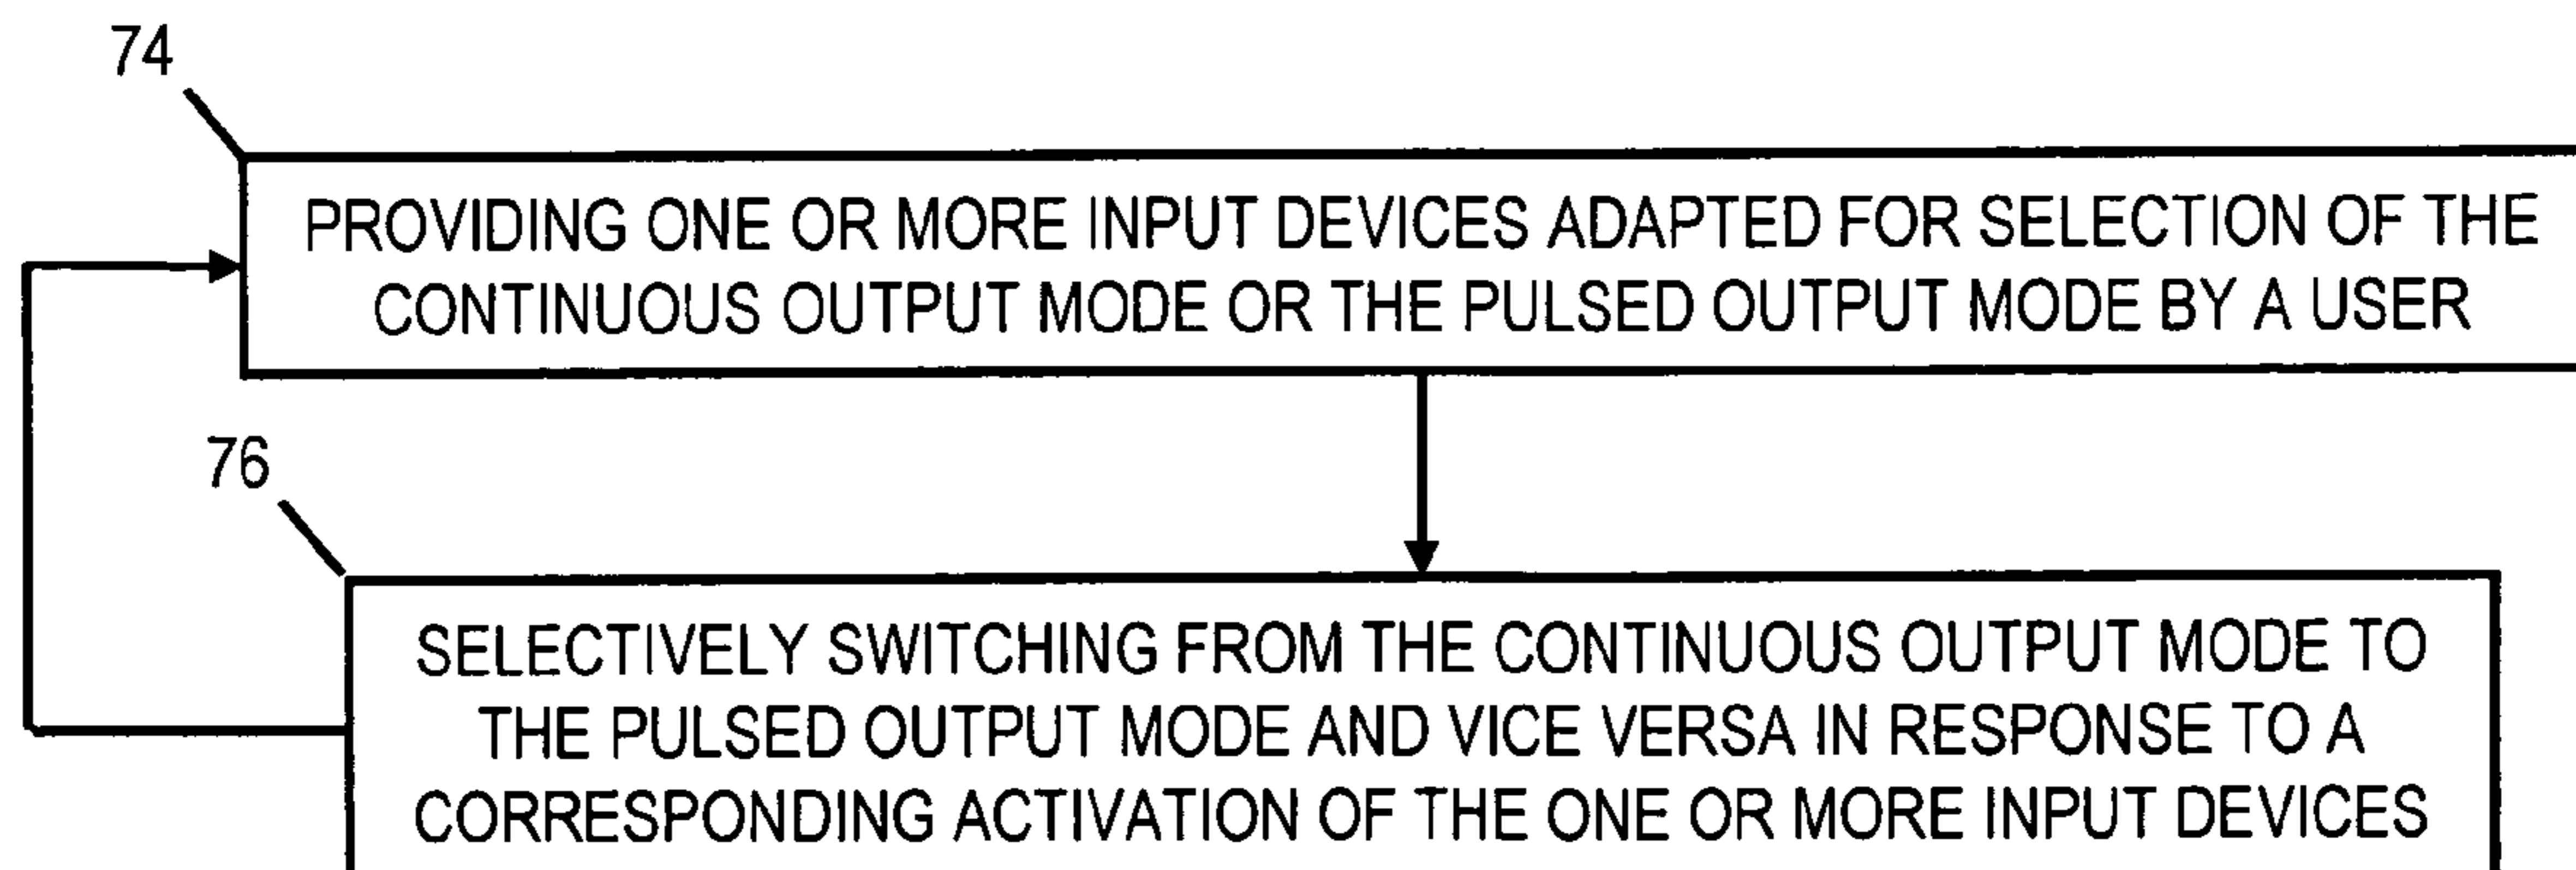 74
PROVIDING ONE OR MORE INPUT DEVICES ADAPTED FOR SELECTION OF THE
CONTINUOUS OUTPUT MODE OR THE PULSED OUTPUT MODE BY A USER
76
SELECTIVELY SWITCHING FROM THE CONTINUOUS OUTPUT MODE TO
THE PULSED OUTPUT MODE AND VICE VERSA IN RESPONSE TO A
CORRESPONDING ACTIVATION OF THE ONE OR MORE INPUT DEVICES